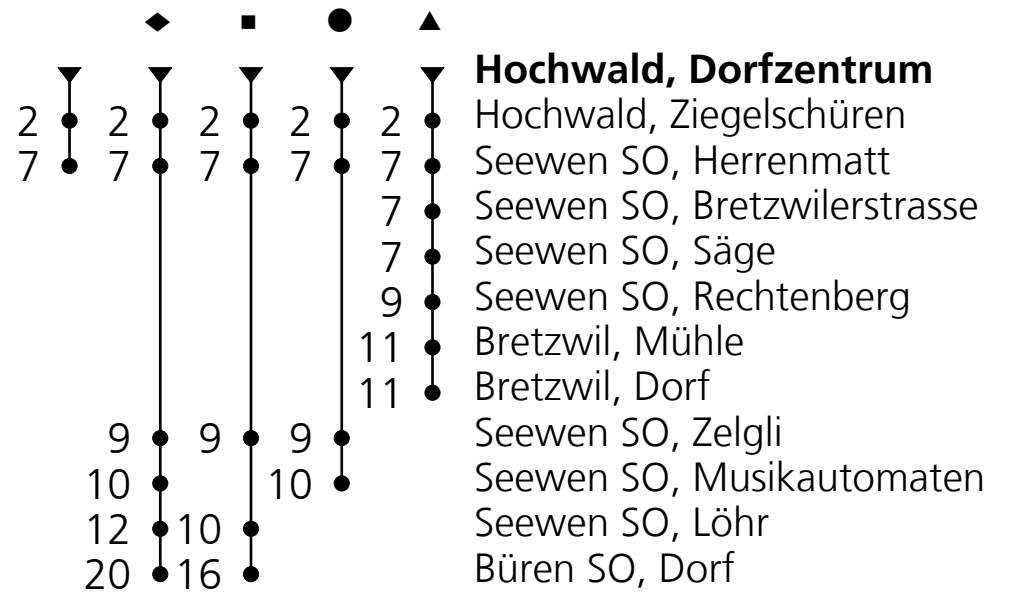 Hochwald, Dorfzentrum
2 2 2 2 2 Hochwald, Ziegelschüren
7 7 7 7 7 Seewen SO, Herrenmatt
7 Seewen SO, Bretzwilerstrasse
7 Seewen SO, Säge
9 Seewen SO, Rechtenberg
11 Bretzwil, Mühle
11 Bretzwil, Dorf
9 9 9 Seewen SO, Zelgli
10 10 Seewen SO, Musikautomaten
12 10 Seewen SO, Löhr
20 16 Büren SO, Dorf